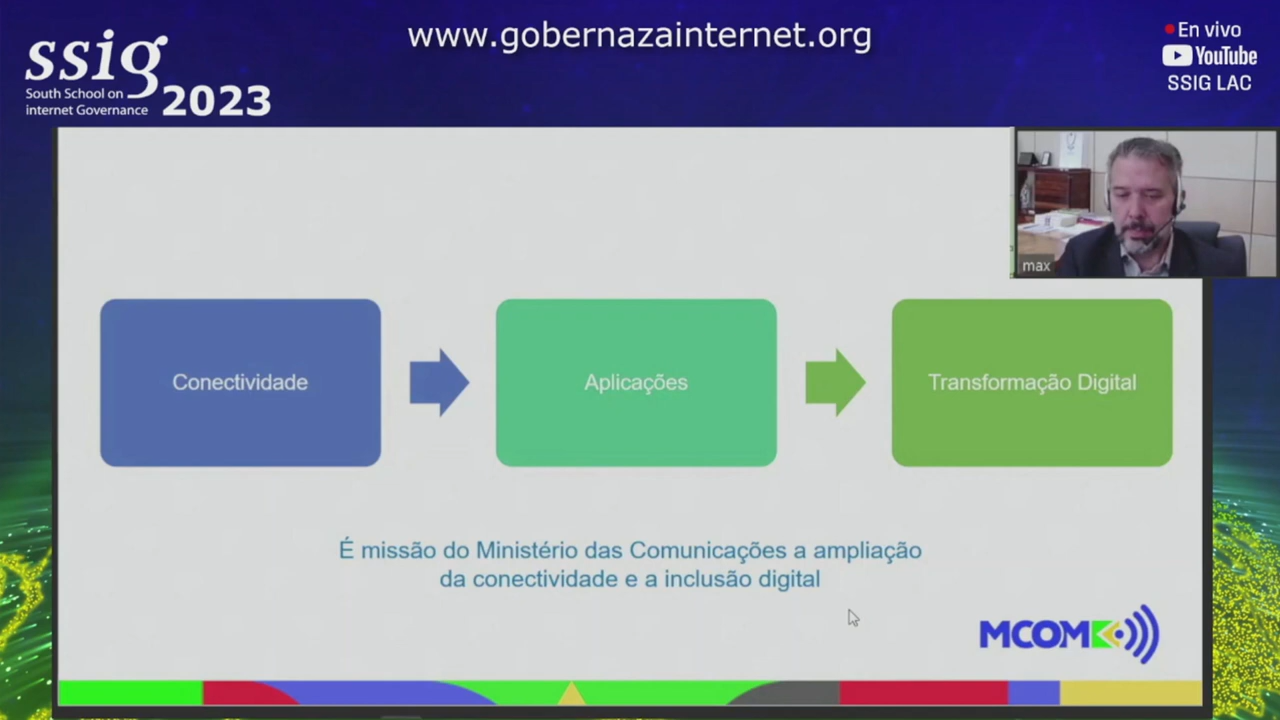 www.gobernazainternet.org
ssig
South School on
internet Governance
2023
En vivo
YouTube
SSIG LAC
max
Conectividade
Aplicações
Transformação Digital
É missão do Ministério das Comunicações a ampliação
da conectividade e a inclusão digital
MCOM